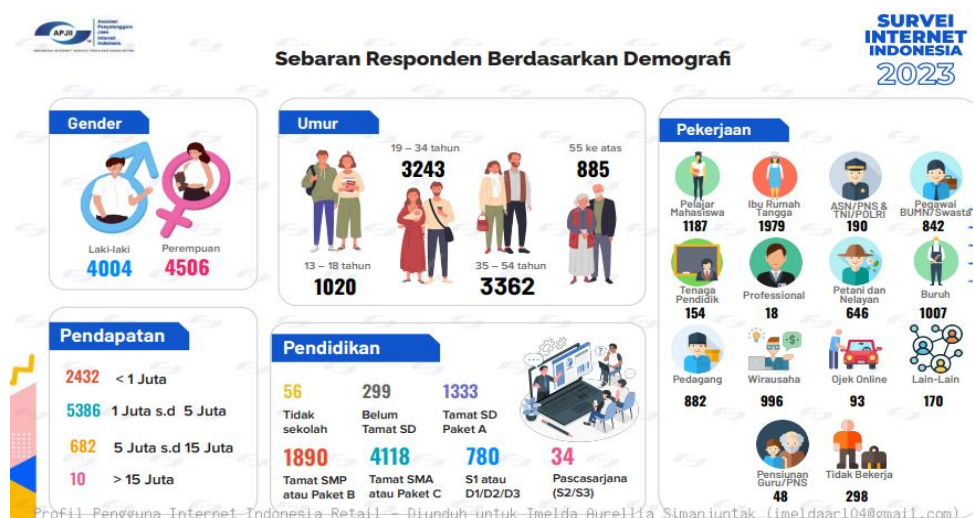 APJII
Asosiasi
Penyelenggara
Jasa
Internet
Indonesia
INDONESIA INTERNET SERVICE PROVIDER ASSOCIATION
SURVEI
INTERNET
INDONESIA
2023
Sebaran Responden Berdasarkan Demografi
Gender
Laki-laki
4004
Perempuan
4506
Umur
19 – 34 tahun
3243
55 ke atas
885
13 – 18 tahun
1020
35 – 54 tahun
3362
Pekerjaan
Pelajar
Mahasiswa
1187
Ibu Rumah
Tangga
1979
ASN/PNS &
TNI/POLRI
190
Pegawai
BUMN/Swasta
842
Tenaga
Pendidik
154
Professional
18
Petani dan
Nelayan
646
Buruh
1007
Pedagang
882
Wirausaha
996
Ojek Online
93
Lain-Lain
170
Pensiunan
Guru/PNS
48
Tidak Bekerja
298
Pendapatan
2432 < 1 Juta
5386 1 Juta s.d 5 Juta
682 5 Juta s.d 15 Juta
10 > 15 Juta
Pendidikan
56
Tidak
sekolah
299
Belum
Tamat SD
1333
Tamat SD
Paket A
1890
Tamat SMP
atau Paket B
4118
Tamat SMA
atau Paket C
780
S1 atau
D1/D2/D3
34
Pascasarjana
(S2/S3)
Profil Pengguna Internet Indonesia Retail - Diunduh untuk Imelda Aurellia Simanjuntak (imeldaarl04@gmail.com)